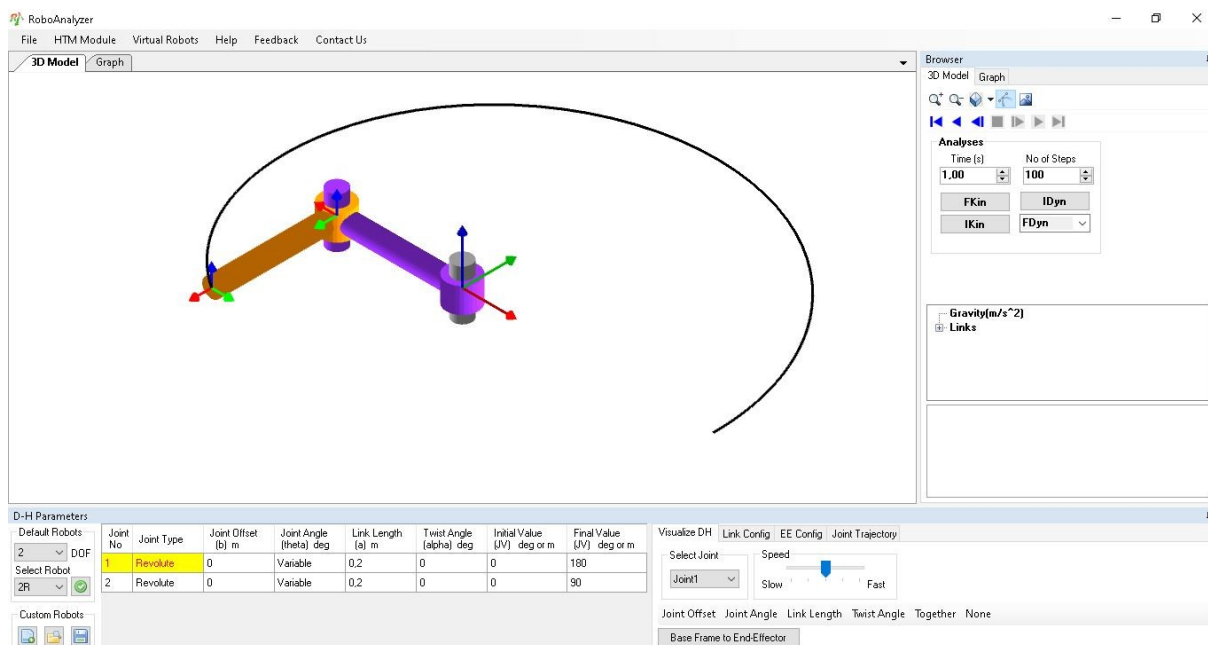 RoboAnalyzer
File HTM Module Virtual Robots Help Feedback Contact Us
3D Model Graph
Browser
3D Model Graph
Analyses
Time (s) No of Steps
1,00 100
FKin IDyn
IKin FDyn
Gravity(m/s^2)
Links
D-H Parameters
Default Robots
2 DOF
Select Robot
2R
Custom Robots
Joint No Joint Type Joint Offset (b) m Joint Angle (theta) deg Link Length (a) m Twist Angle (alpha) deg Initial Value (JV) deg or m Final Value (JV) deg or m
1 Revolute 0 Variable 0,2 0 0 180
2 Revolute 0 Variable 0,2 0 0 90
Visualize DH Link Config EE Config Joint Trajectory
Select Joint Speed
Joint1 Slow Fast
Joint Offset Joint Angle Link Length Twist Angle Together None
Base Frame to End-Effector